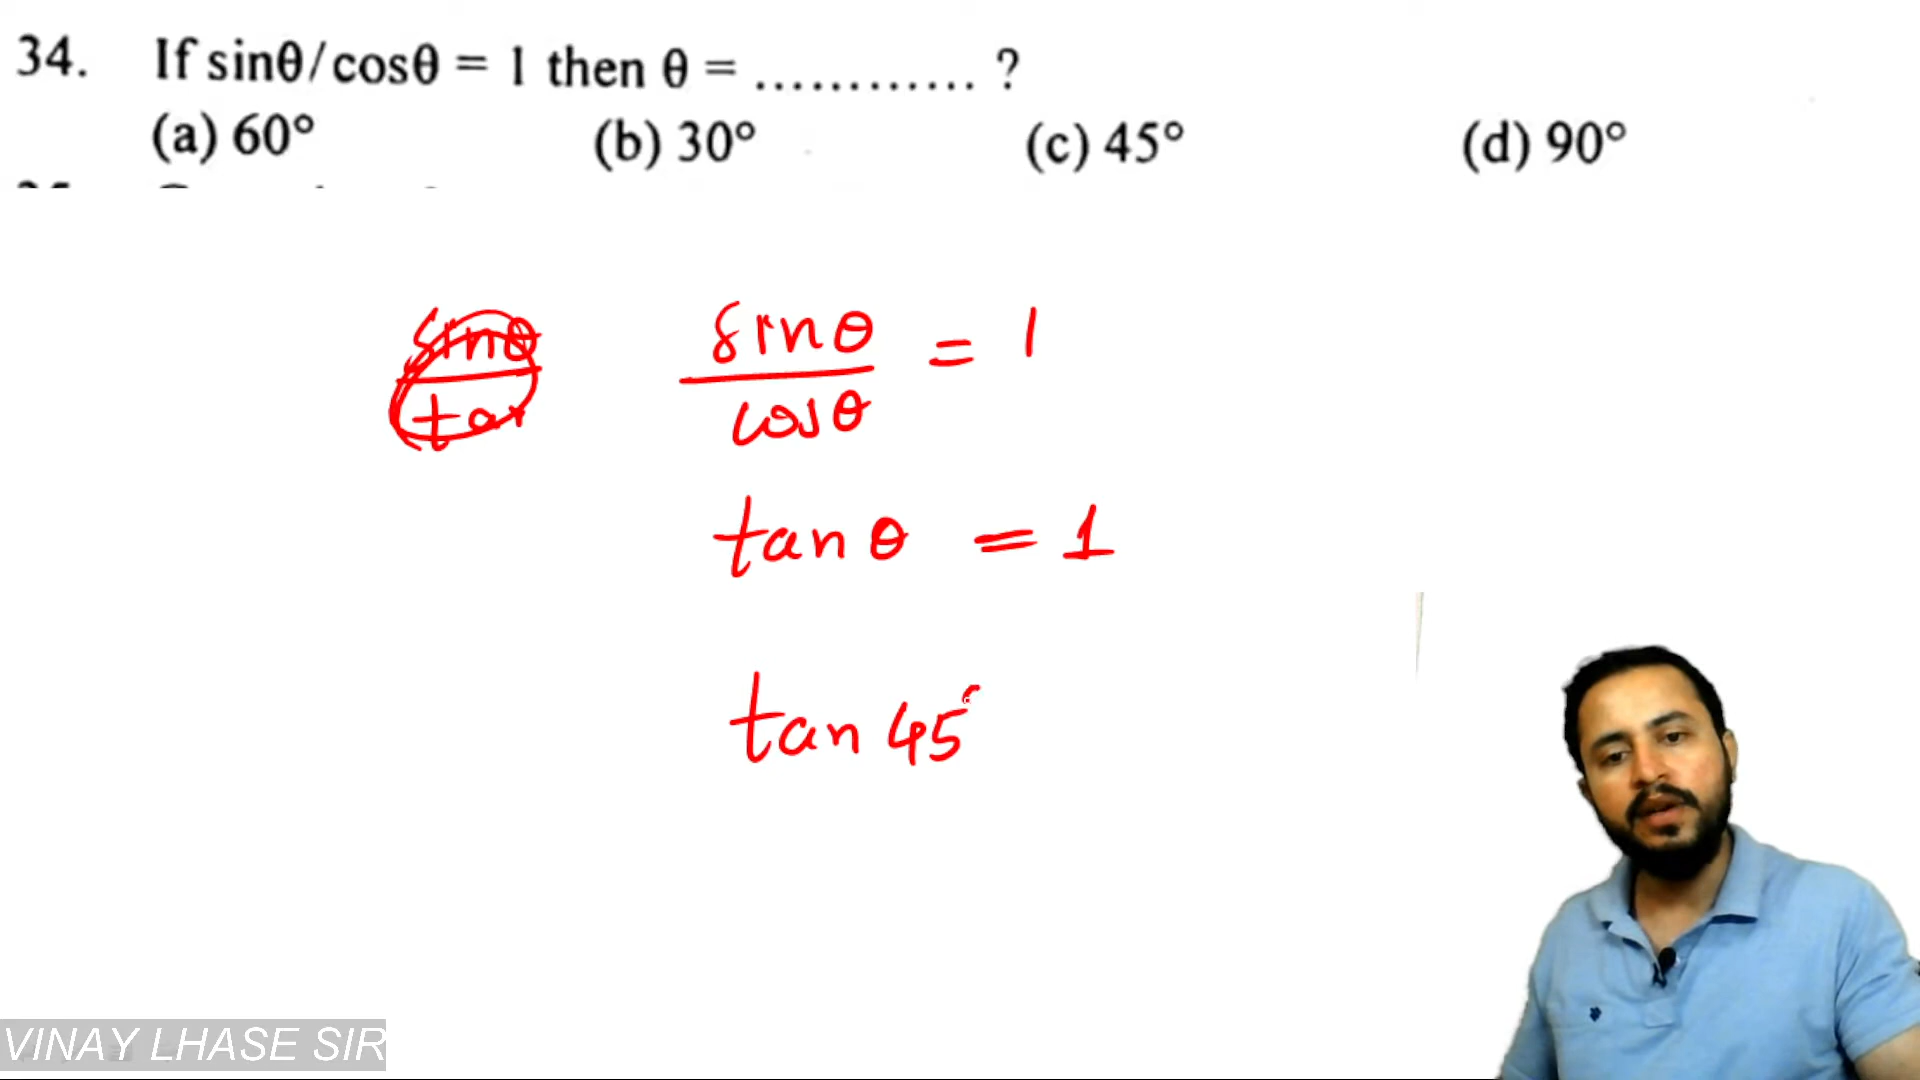 34. If sinθ/cosθ = 1 then θ = ............ ?
(a) 60° (b) 30° (c) 45° (d) 90°
sinθ
sinθ = 1
cosθ
tanθ = 1
tan 45°
VINAY LHASE SIR